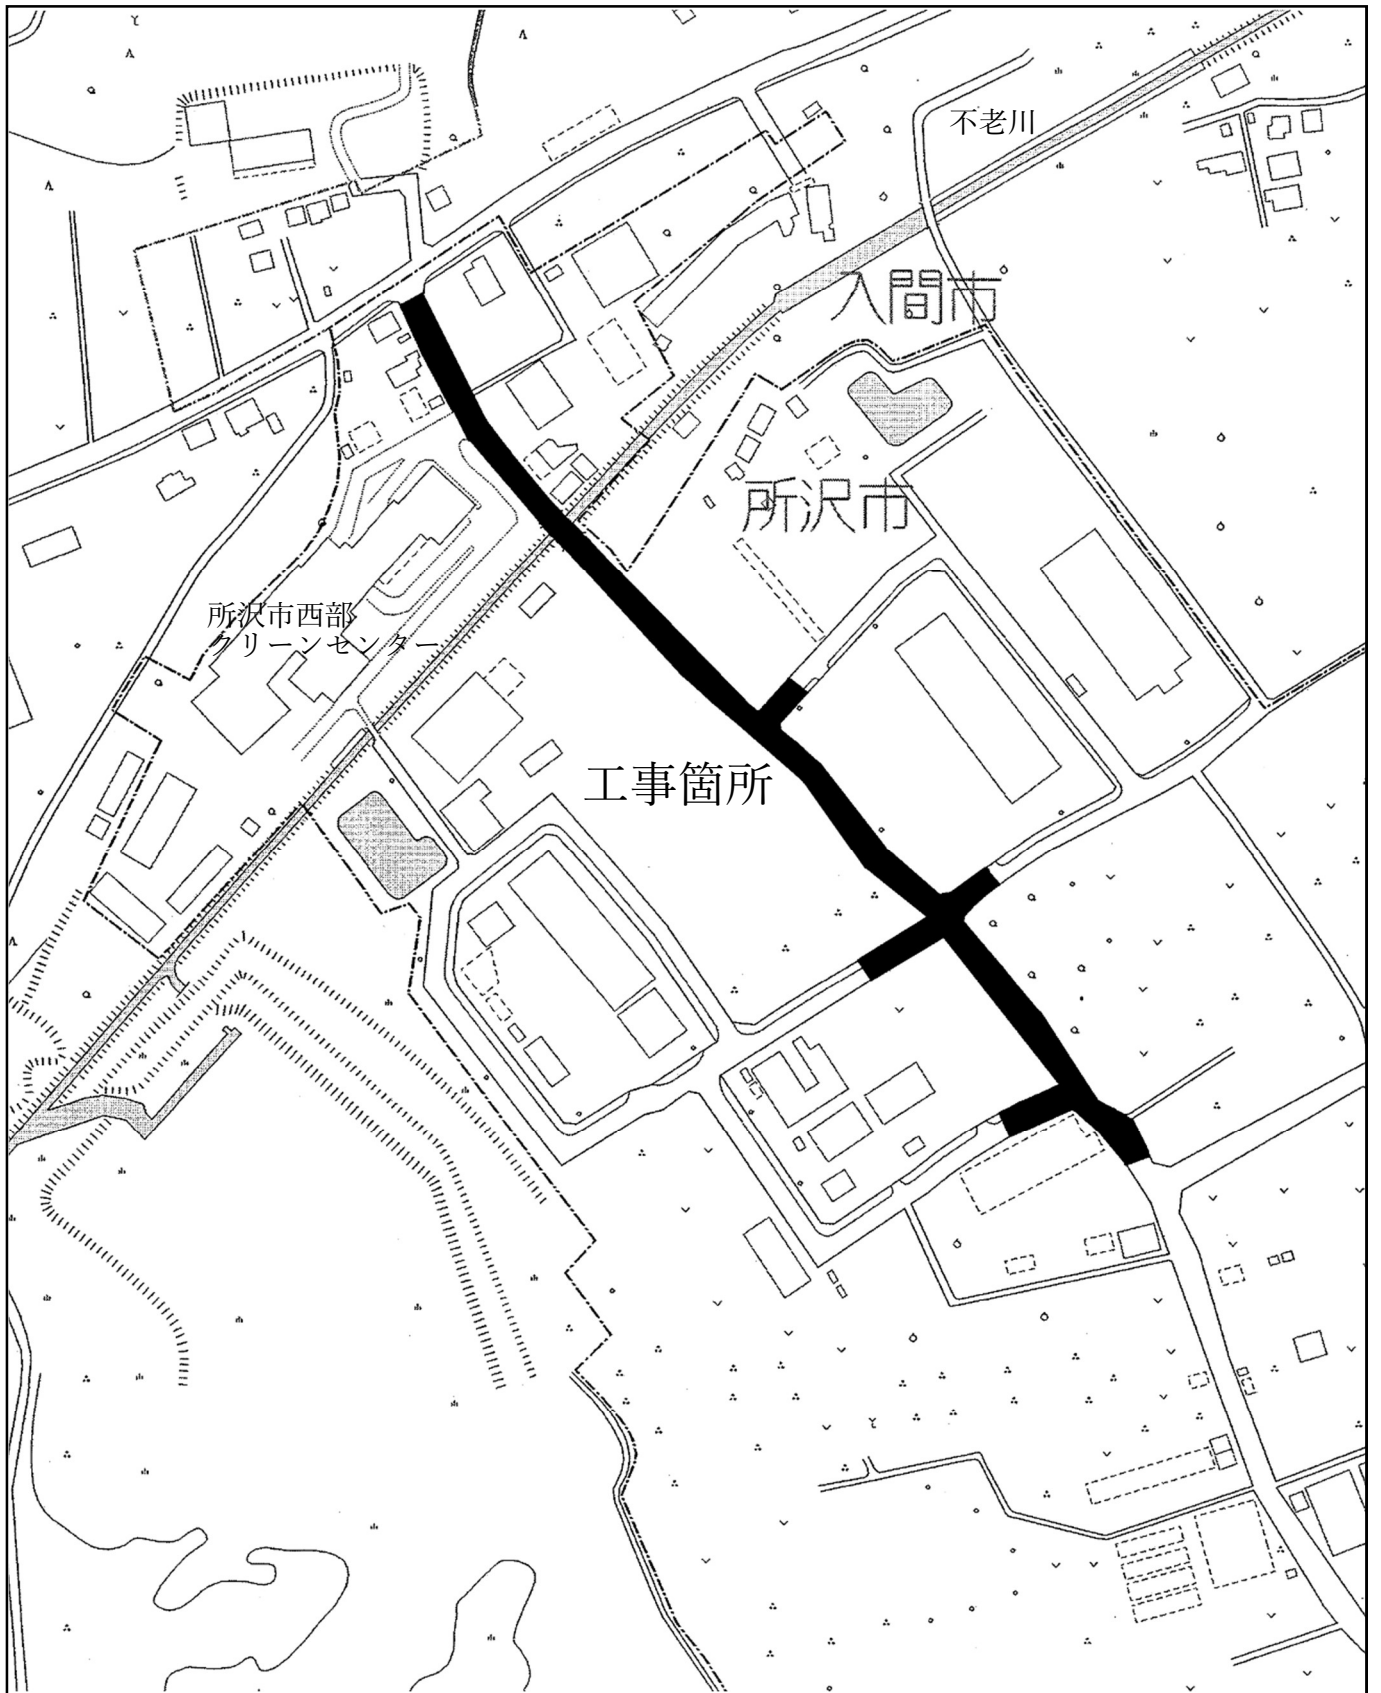 不老川
入間市
所沢市
所沢市西部
クリーンセンター
工事箇所